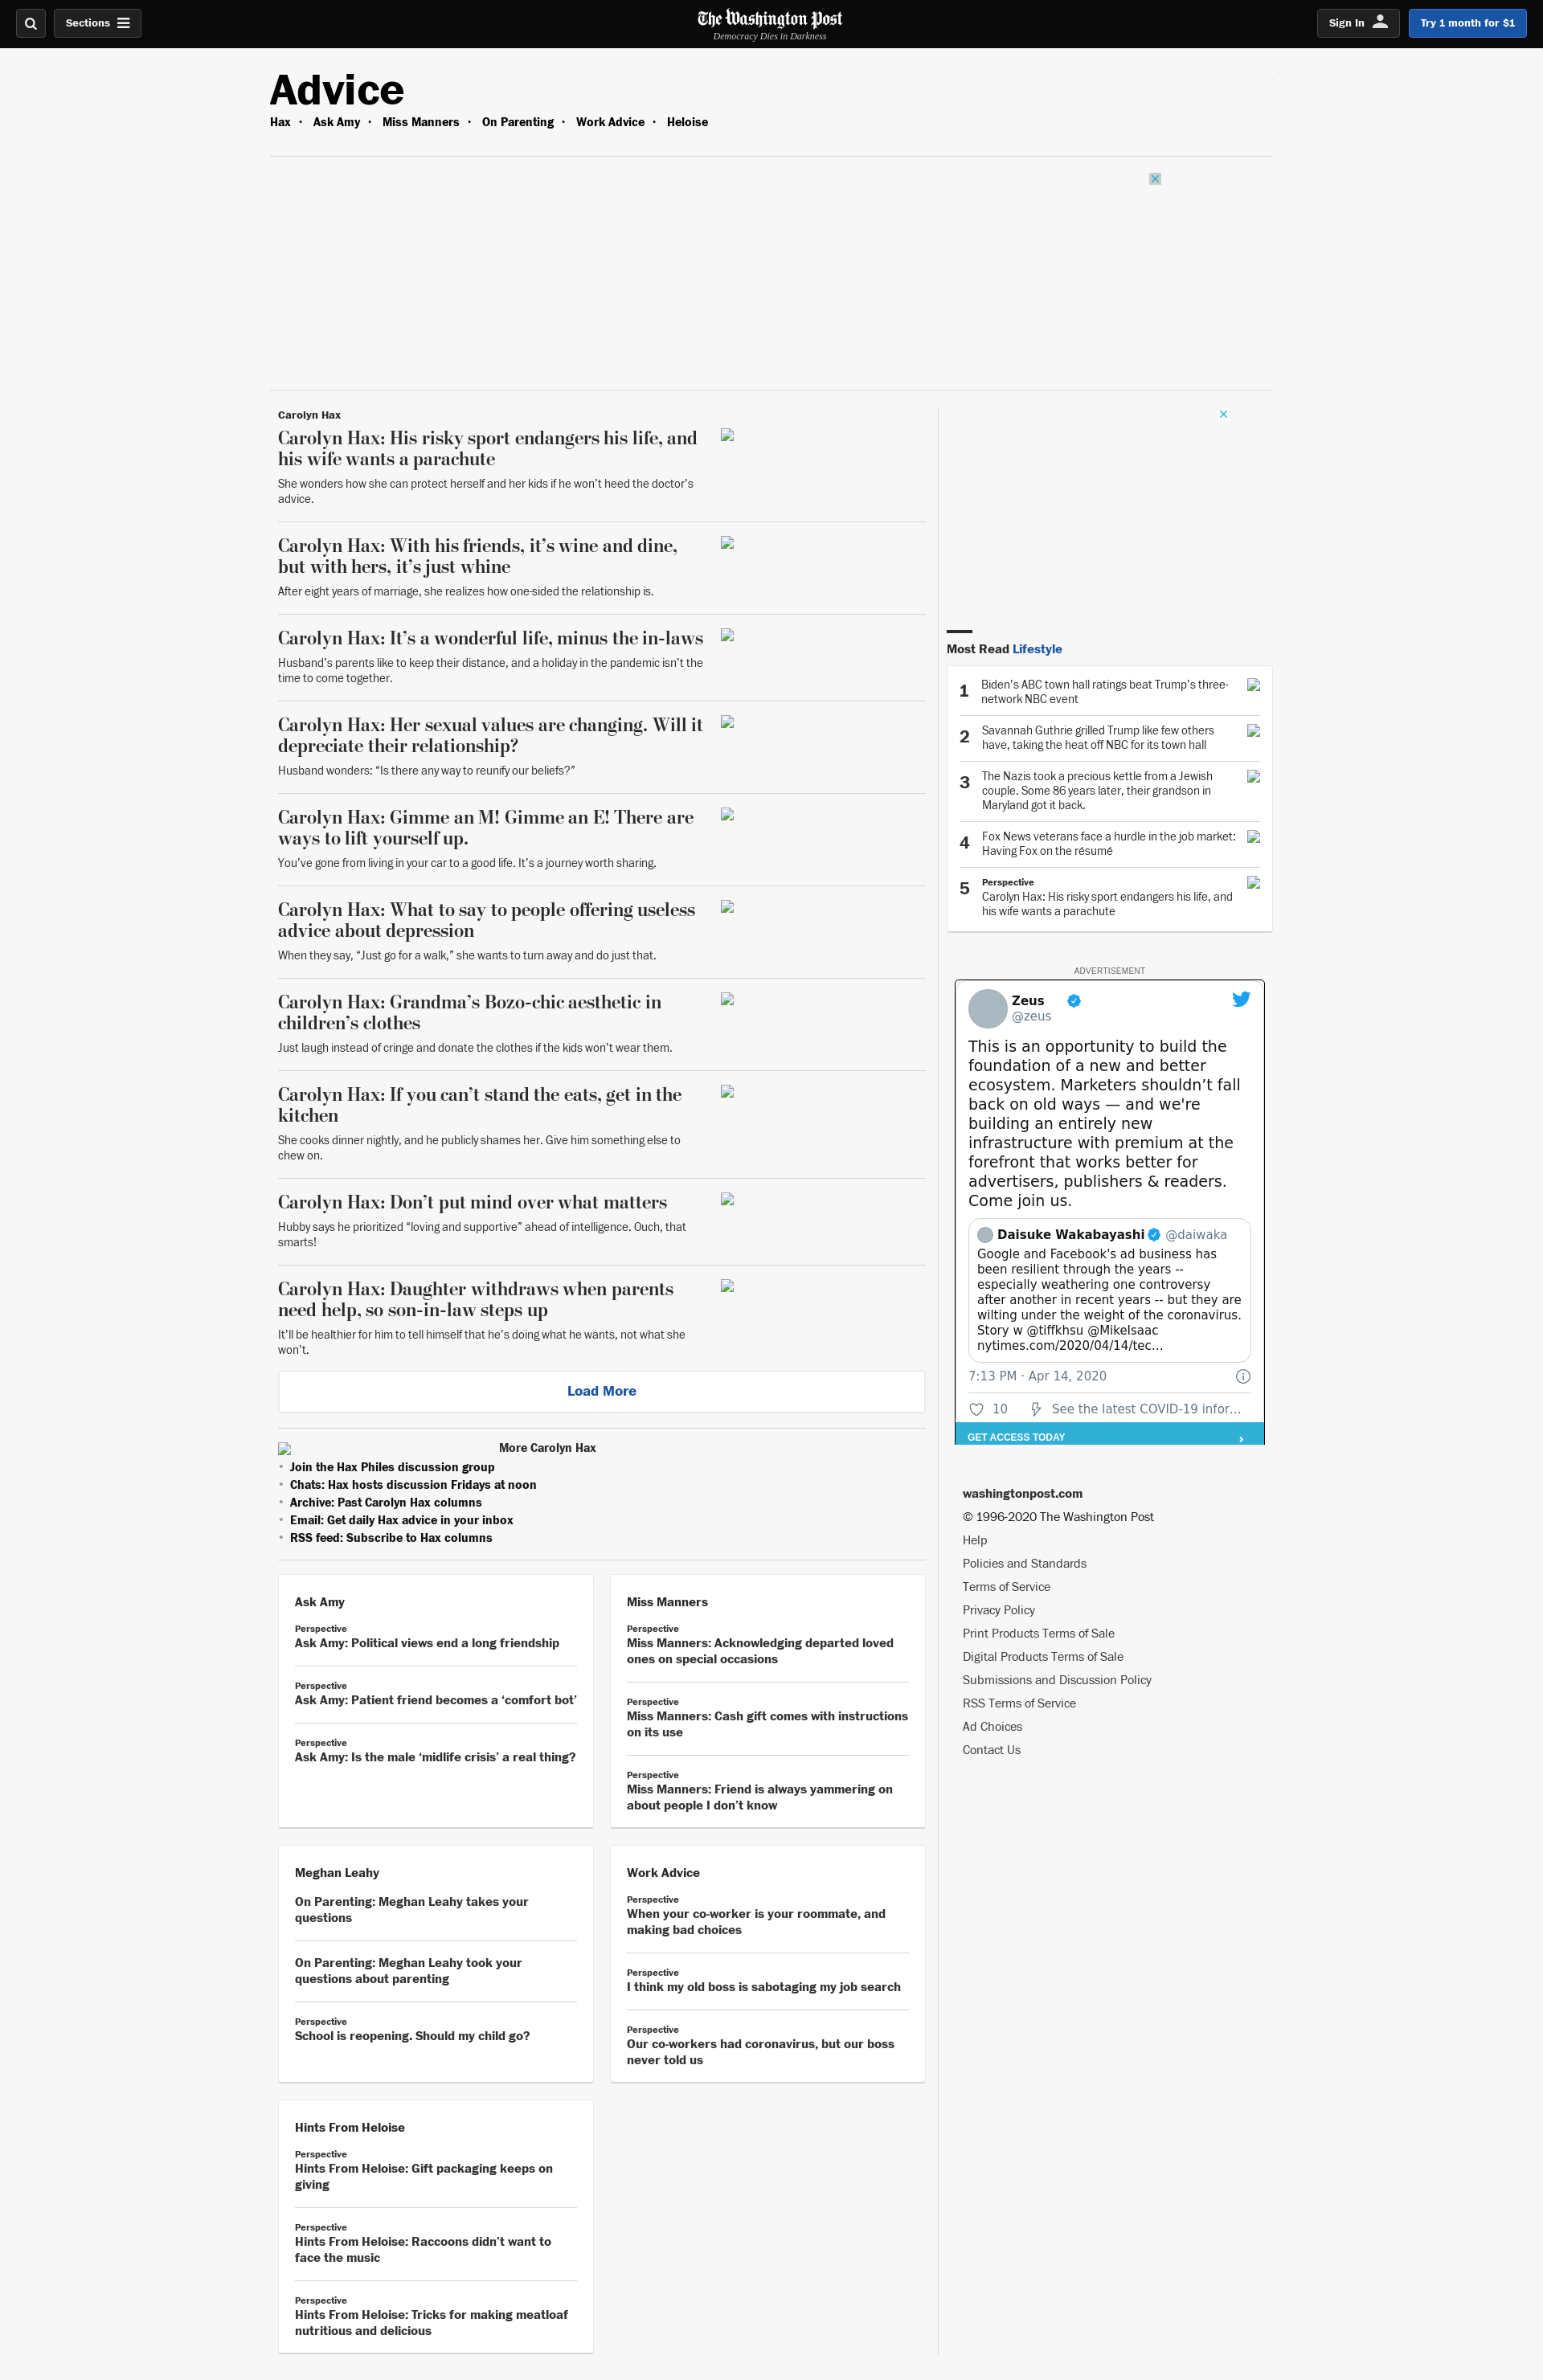 Sections
The Washington Post
Democracy Dies in Darkness
Sign In
Try 1 month for $1
Advice
Hax · Ask Amy · Miss Manners · On Parenting · Work Advice · Heloise
Carolyn Hax
Carolyn Hax: His risky sport endangers his life, and
his wife wants a parachute
She wonders how she can protect herself and her kids if he won’t heed the doctor’s
advice.
Carolyn Hax: With his friends, it’s wine and dine,
but with hers, it’s just whine
After eight years of marriage, she realizes how one-sided the relationship is.
Carolyn Hax: It’s a wonderful life, minus the in-laws
Husband’s parents like to keep their distance, and a holiday in the pandemic isn’t the
time to come together.
Carolyn Hax: Her sexual values are changing. Will it
depreciate their relationship?
Husband wonders: “Is there any way to reunify our beliefs?”
Carolyn Hax: Gimme an M! Gimme an E! There are
ways to lift yourself up.
You’ve gone from living in your car to a good life. It’s a journey worth sharing.
Carolyn Hax: What to say to people offering useless
advice about depression
When they say, “Just go for a walk,” she wants to turn away and do just that.
Carolyn Hax: Grandma’s Bozo-chic aesthetic in
children’s clothes
Just laugh instead of cringe and donate the clothes if the kids won’t wear them.
Carolyn Hax: If you can’t stand the eats, get in the
kitchen
She cooks dinner nightly, and he publicly shames her. Give him something else to
chew on.
Carolyn Hax: Don’t put mind over what matters
Hubby says he prioritized “loving and supportive” ahead of intelligence. Ouch, that
smarts!
Carolyn Hax: Daughter withdraws when parents
need help, so son-in-law steps up
It’ll be healthier for him to tell himself that he’s doing what he wants, not what she
won’t.
Load More
More Carolyn Hax
• Join the Hax Philes discussion group
• Chats: Hax hosts discussion Fridays at noon
• Archive: Past Carolyn Hax columns
• Email: Get daily Hax advice in your inbox
• RSS feed: Subscribe to Hax columns
Ask Amy
Perspective
Ask Amy: Political views end a long friendship
Perspective
Ask Amy: Patient friend becomes a ‘comfort bot’
Perspective
Ask Amy: Is the male ‘midlife crisis’ a real thing?
Miss Manners
Perspective
Miss Manners: Acknowledging departed loved
ones on special occasions
Perspective
Miss Manners: Cash gift comes with instructions
on its use
Perspective
Miss Manners: Friend is always yammering on
about people I don’t know
Meghan Leahy
On Parenting: Meghan Leahy takes your
questions
On Parenting: Meghan Leahy took your
questions about parenting
Perspective
School is reopening. Should my child go?
Work Advice
Perspective
When your co-worker is your roommate, and
making bad choices
Perspective
I think my old boss is sabotaging my job search
Perspective
Our co-workers had coronavirus, but our boss
never told us
Hints From Heloise
Perspective
Hints From Heloise: Gift packaging keeps on
giving
Perspective
Hints From Heloise: Raccoons didn’t want to
face the music
Perspective
Hints From Heloise: Tricks for making meatloaf
nutritious and delicious
Most Read Lifestyle
1 Biden’s ABC town hall ratings beat Trump’s three-
network NBC event
2 Savannah Guthrie grilled Trump like few others
have, taking the heat off NBC for its town hall
3 The Nazis took a precious kettle from a Jewish
couple. Some 86 years later, their grandson in
Maryland got it back.
4 Fox News veterans face a hurdle in the job market:
Having Fox on the résumé
5 Perspective
Carolyn Hax: His risky sport endangers his life, and
his wife wants a parachute
ADVERTISEMENT
Zeus
@zeus
This is an opportunity to build the
foundation of a new and better
ecosystem. Marketers shouldn’t fall
back on old ways — and we're
building an entirely new
infrastructure with premium at the
forefront that works better for
advertisers, publishers & readers.
Come join us.
Daisuke Wakabayashi @daiwaka
Google and Facebook's ad business has
been resilient through the years --
especially weathering one controversy
after another in recent years -- but they are
wilting under the weight of the coronavirus.
Story w @tiffkhsu @MikeIsaac
nytimes.com/2020/04/14/tec…
7:13 PM · Apr 14, 2020
10 See the latest COVID-19 infor…
GET ACCESS TODAY
washingtonpost.com
© 1996-2020 The Washington Post
Help
Policies and Standards
Terms of Service
Privacy Policy
Print Products Terms of Sale
Digital Products Terms of Sale
Submissions and Discussion Policy
RSS Terms of Service
Ad Choices
Contact Us